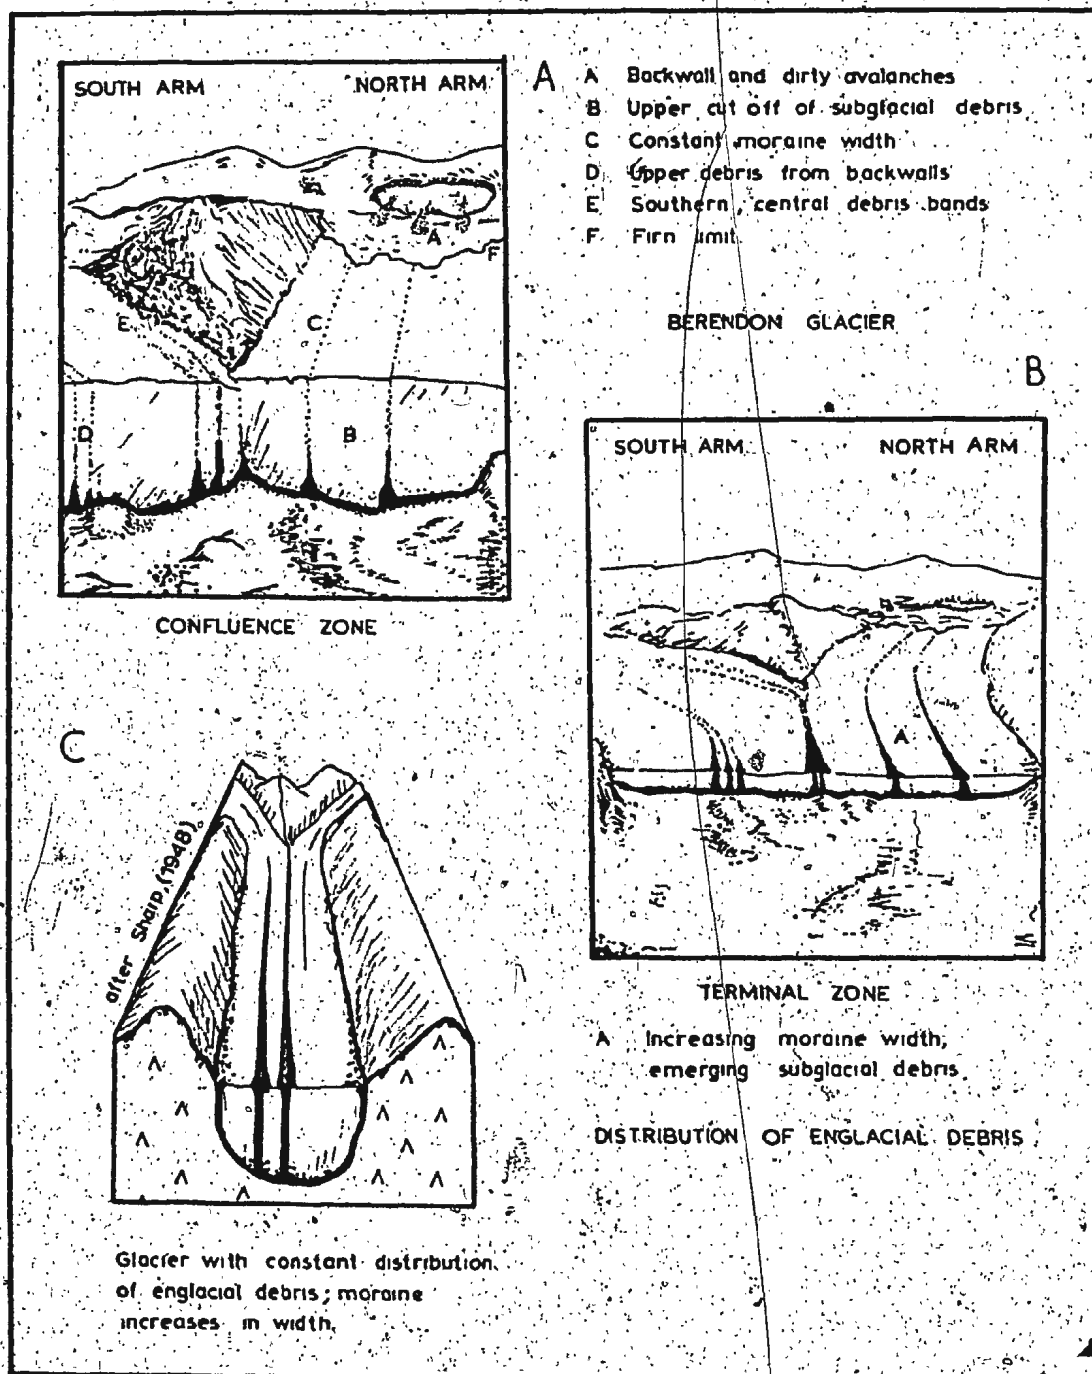 A
SOUTH ARM NORTH ARM
A
F
E
C
D
B
CONFLUENCE ZONE
A Backwall and dirty avalanches
B Upper cut off of subglacial debris
C Constant moraine width
D Upper debris from backwalls
E Southern central debris bands
F Firn limit
BERENDON GLACIER
B
SOUTH ARM NORTH ARM
A
TERMINAL ZONE
A Increasing moraine width,
emerging subglacial debris
DISTRIBUTION OF ENGLACIAL DEBRIS
C
after Sharp, (1948)
Glacier with constant distribution
of englacial debris; moraine
increases in width.